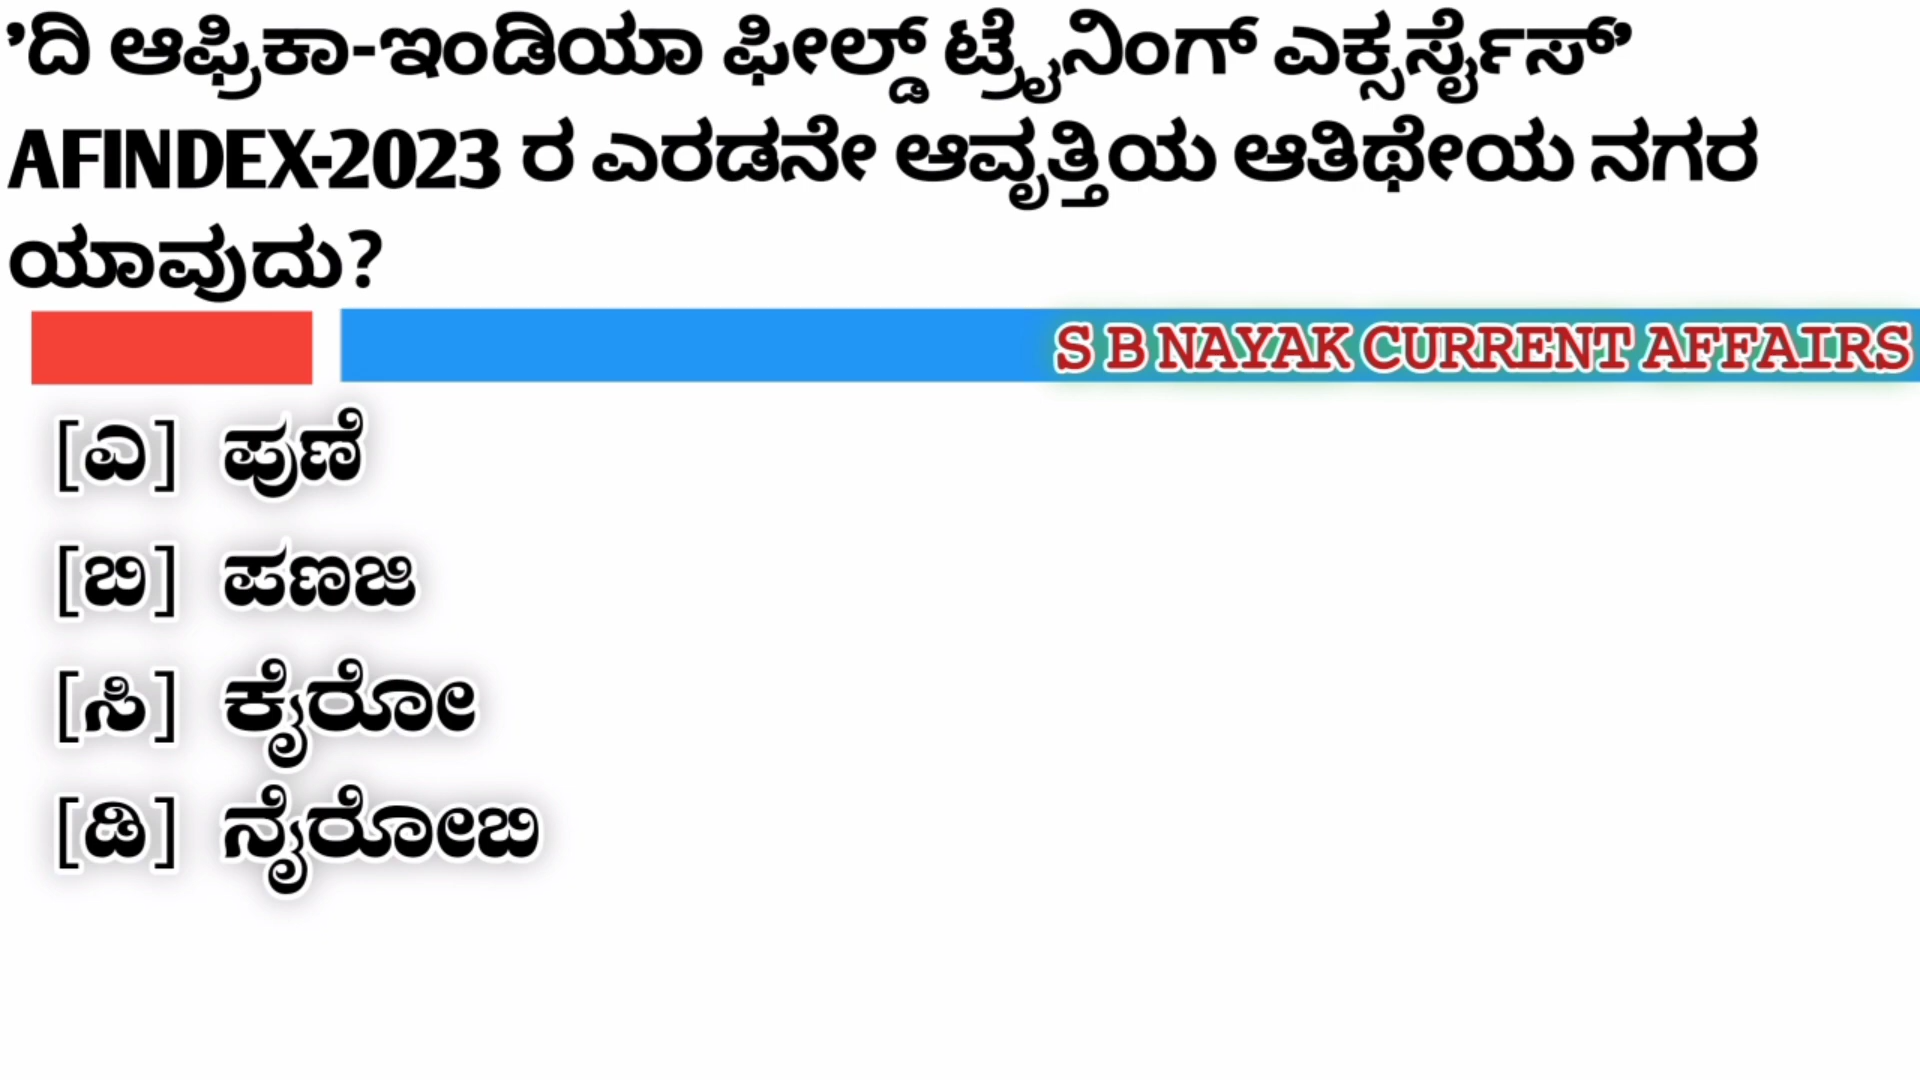 ’ದಿ ಆಫ್ರಿಕಾ-ಇಂಡಿಯಾ ಫೀಲ್ಡ್ ಟ್ರೈನಿಂಗ್ ಎಕ್ಸರ್ಸೈಸ್’
AFINDEX-2023 ರ ಎರಡನೇ ಆವೃತ್ತಿಯ ಆತಿಥೇಯ ನಗರ
ಯಾವುದು?
S B NAYAK CURRENT AFFAIRS
[ಎ] ಪುಣೆ
[ಬಿ] ಪಣಜಿ
[ಸಿ] ಕೈರೋ
[ಡಿ] ನೈರೋಬಿ